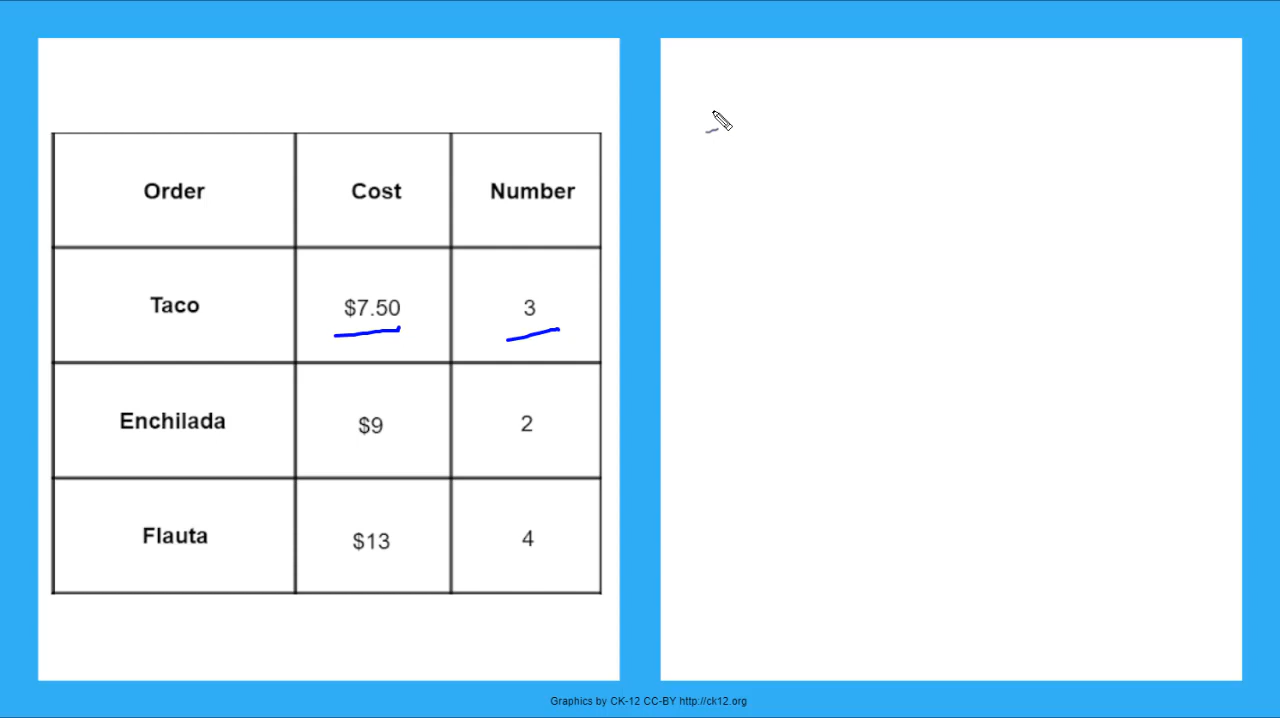 Order Cost Number
Taco $7.50 3
Enchilada $9 2
Flauta $13 4
Graphics by CK-12 CC-BY http://ck12.org